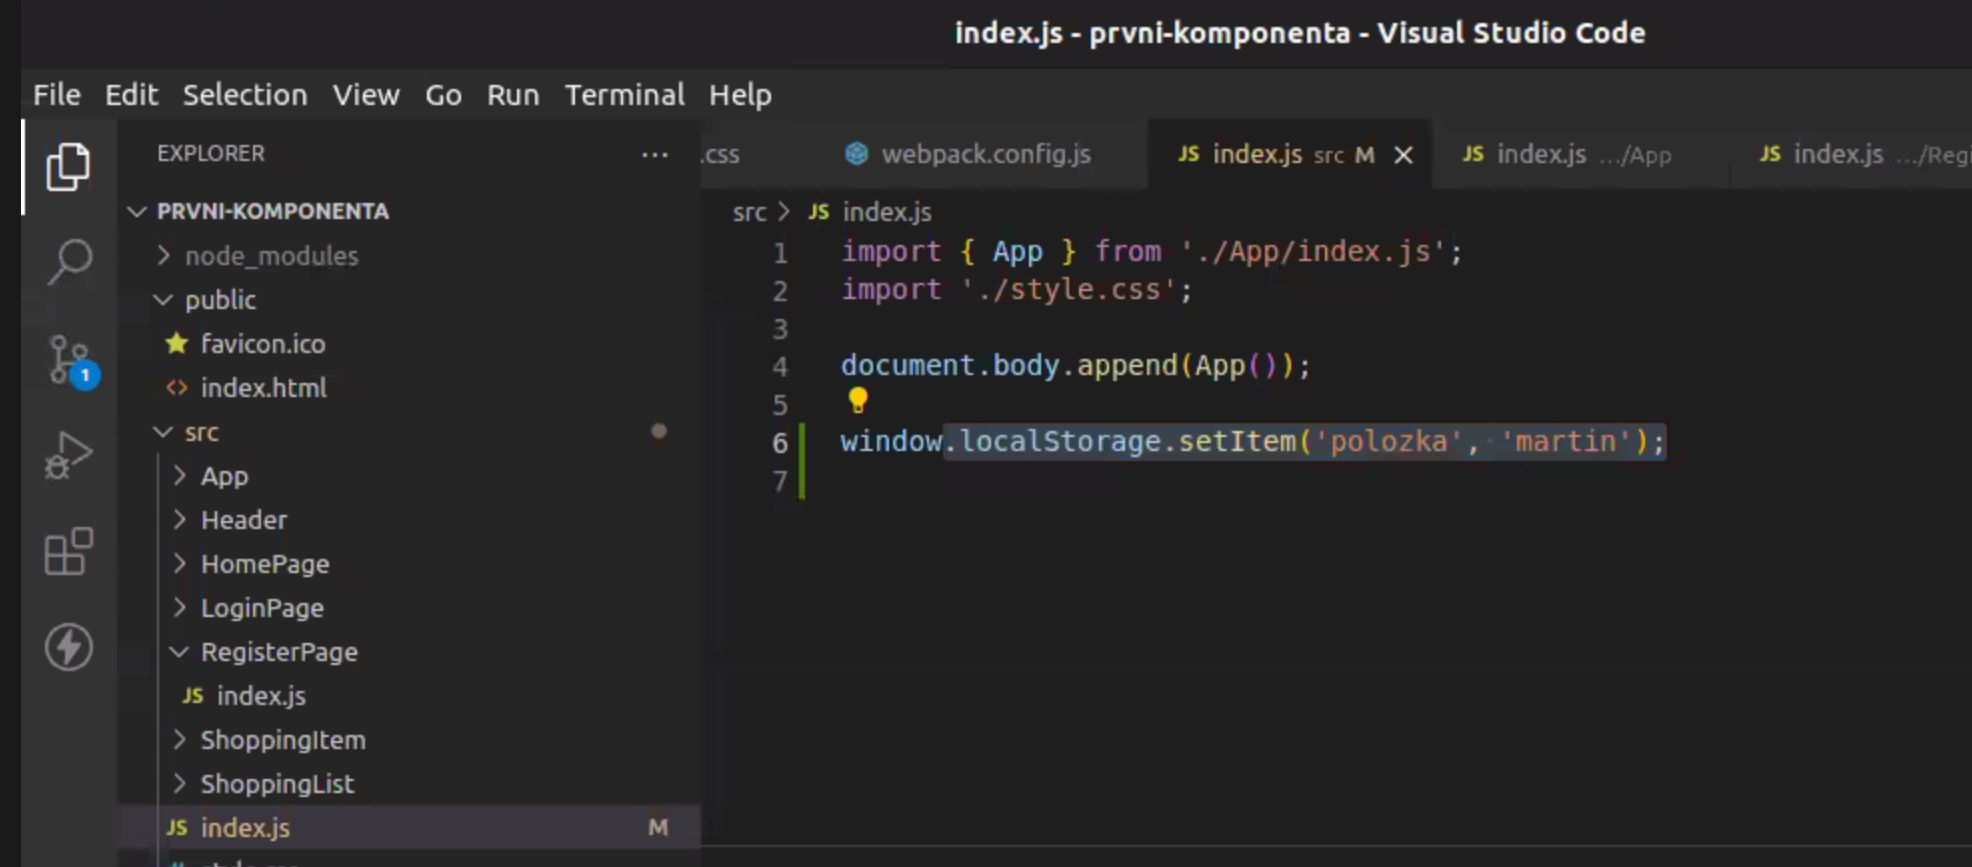 index.js - prvni-komponenta - Visual Studio Code
File Edit Selection View Go Run Terminal Help
EXPLORER
PRVNI-KOMPONENTA
node_modules
public
favicon.ico
index.html
src
App
Header
HomePage
LoginPage
RegisterPage
JS index.js
ShoppingItem
ShoppingList
JS index.js M
1
.css webpack.config.js JS index.js src M JS index.js .../App JS index.js .../Regi
src > JS index.js
1 import { App } from './App/index.js';
2 import './style.css';
3
4 document.body.append(App());
5
6 window.localStorage.setItem('polozka', 'martin');
7